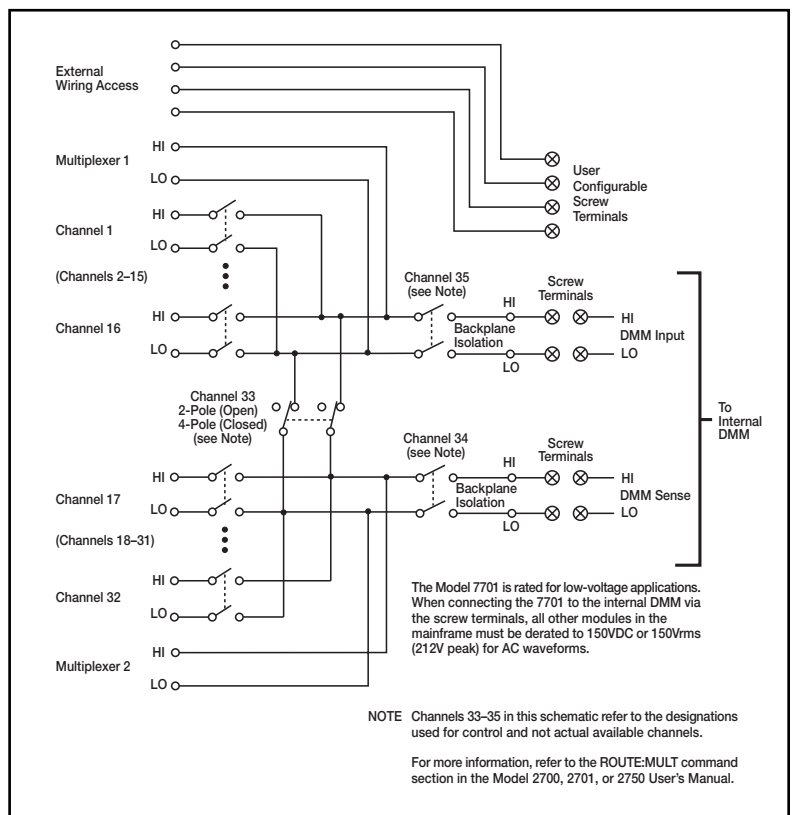 External
Wiring Access
Multiplexer 1
HI
LO
User
Configurable
Screw
Terminals
Channel 1
HI
LO
(Channels 2–15)
Channel 16
HI
LO
Channel 35
(see Note)
HI
Backplane
Isolation
LO
Screw
Terminals
HI
DMM Input
LO
Channel 33
2-Pole (Open)
4-Pole (Closed)
(see Note)
To
Internal
DMM
Channel 17
HI
LO
(Channels 18–31)
Channel 34
(see Note)
HI
Backplane
Isolation
LO
Screw
Terminals
HI
DMM Sense
LO
Channel 32
HI
LO
Multiplexer 2
HI
LO
The Model 7701 is rated for low-voltage applications.
When connecting the 7701 to the internal DMM via
the screw terminals, all other modules in the
mainframe must be derated to 150VDC or 150Vrms
(212V peak) for AC waveforms.
NOTE Channels 33–35 in this schematic refer to the designations
used for control and not actual available channels.
For more information, refer to the ROUTE:MULT command
section in the Model 2700, 2701, or 2750 User's Manual.